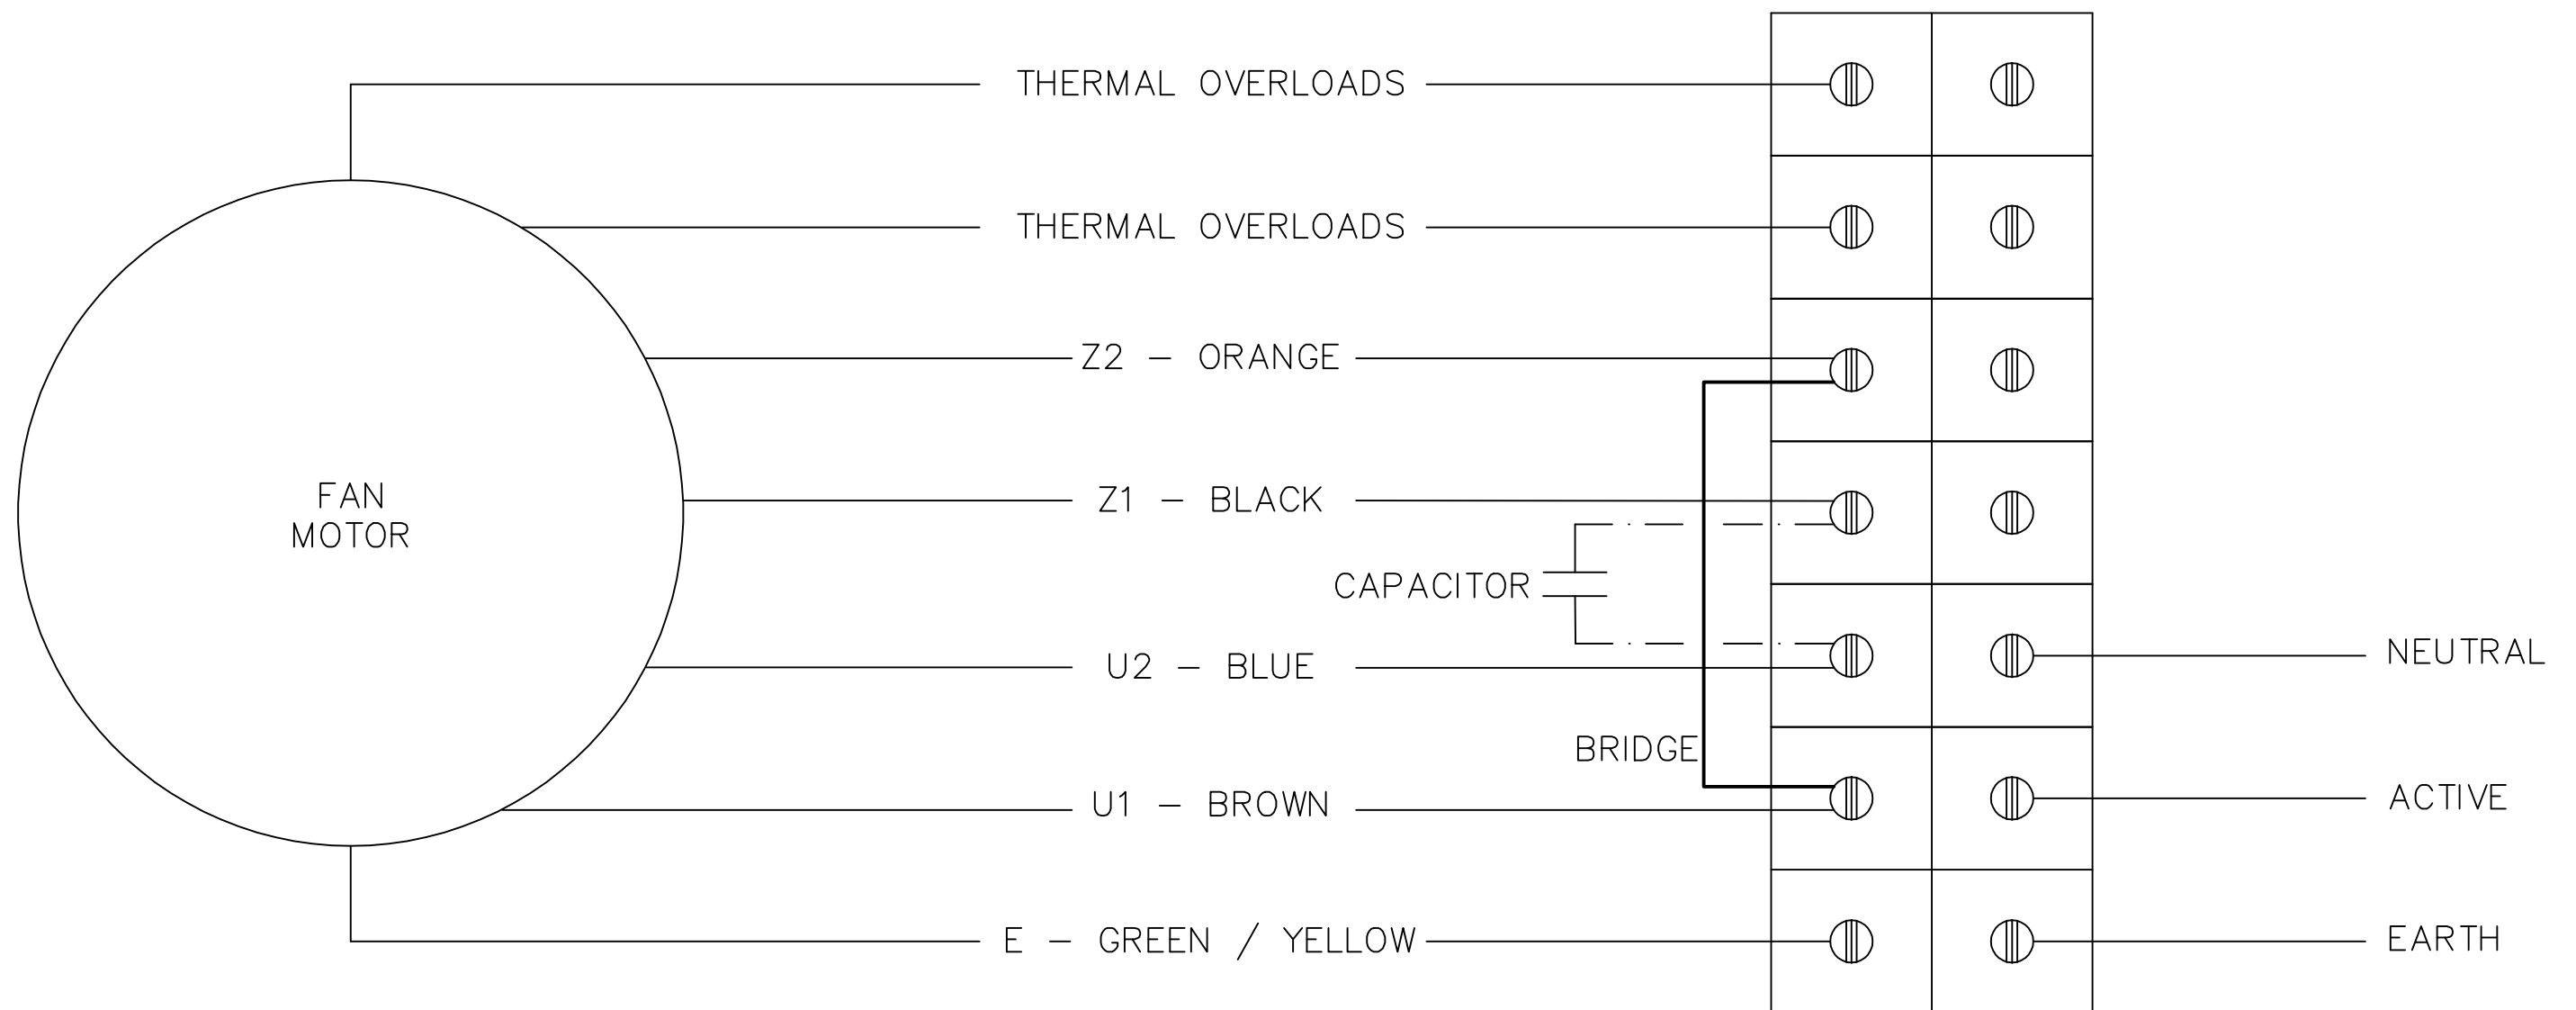 THERMAL OVERLOADS
THERMAL OVERLOADS
Z2 - ORANGE
Z1 - BLACK
FAN
MOTOR
CAPACITOR
U2 - BLUE
NEUTRAL
BRIDGE
U1 - BROWN
ACTIVE
E - GREEN / YELLOW
EARTH